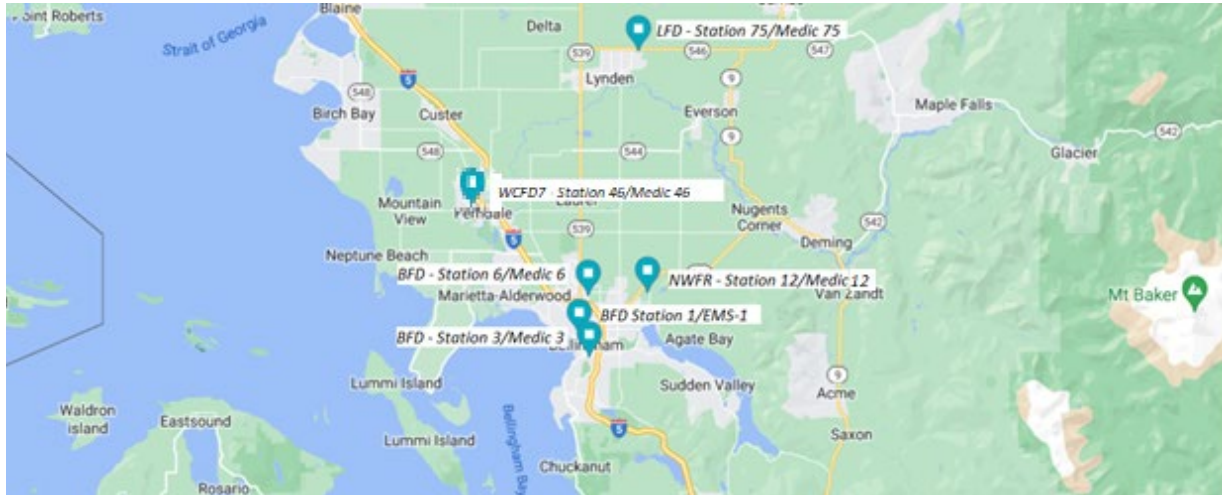 Point Roberts
Blaine
Strait of Georgia
Delta
LFD - Station 75/Medic 75
539
546
547
Lynden
5
9
548
Birch Bay
Custer
Everson
Maple Falls
542
Glacier
548
544
9
WCFD7 - Station 46/Medic 46
Mountain
View
Ferndale
Laurel
Nugents
Corner
542
Deming
5
539
Neptune Beach
BFD - Station 6/Medic 6
NWFR - Station 12/Medic 12
Marietta-Alderwood
Van Zandt
Mt Baker
BFD Station 1/EMS-1
BFD - Station 3/Medic 3
Bellingham
Agate Bay
Lummi Island
Sudden Valley
9
Acme
Waldron
island
Eastsound
Bellingham Bay
5
Lummi Island
Saxon
Chuckanut
Rosario